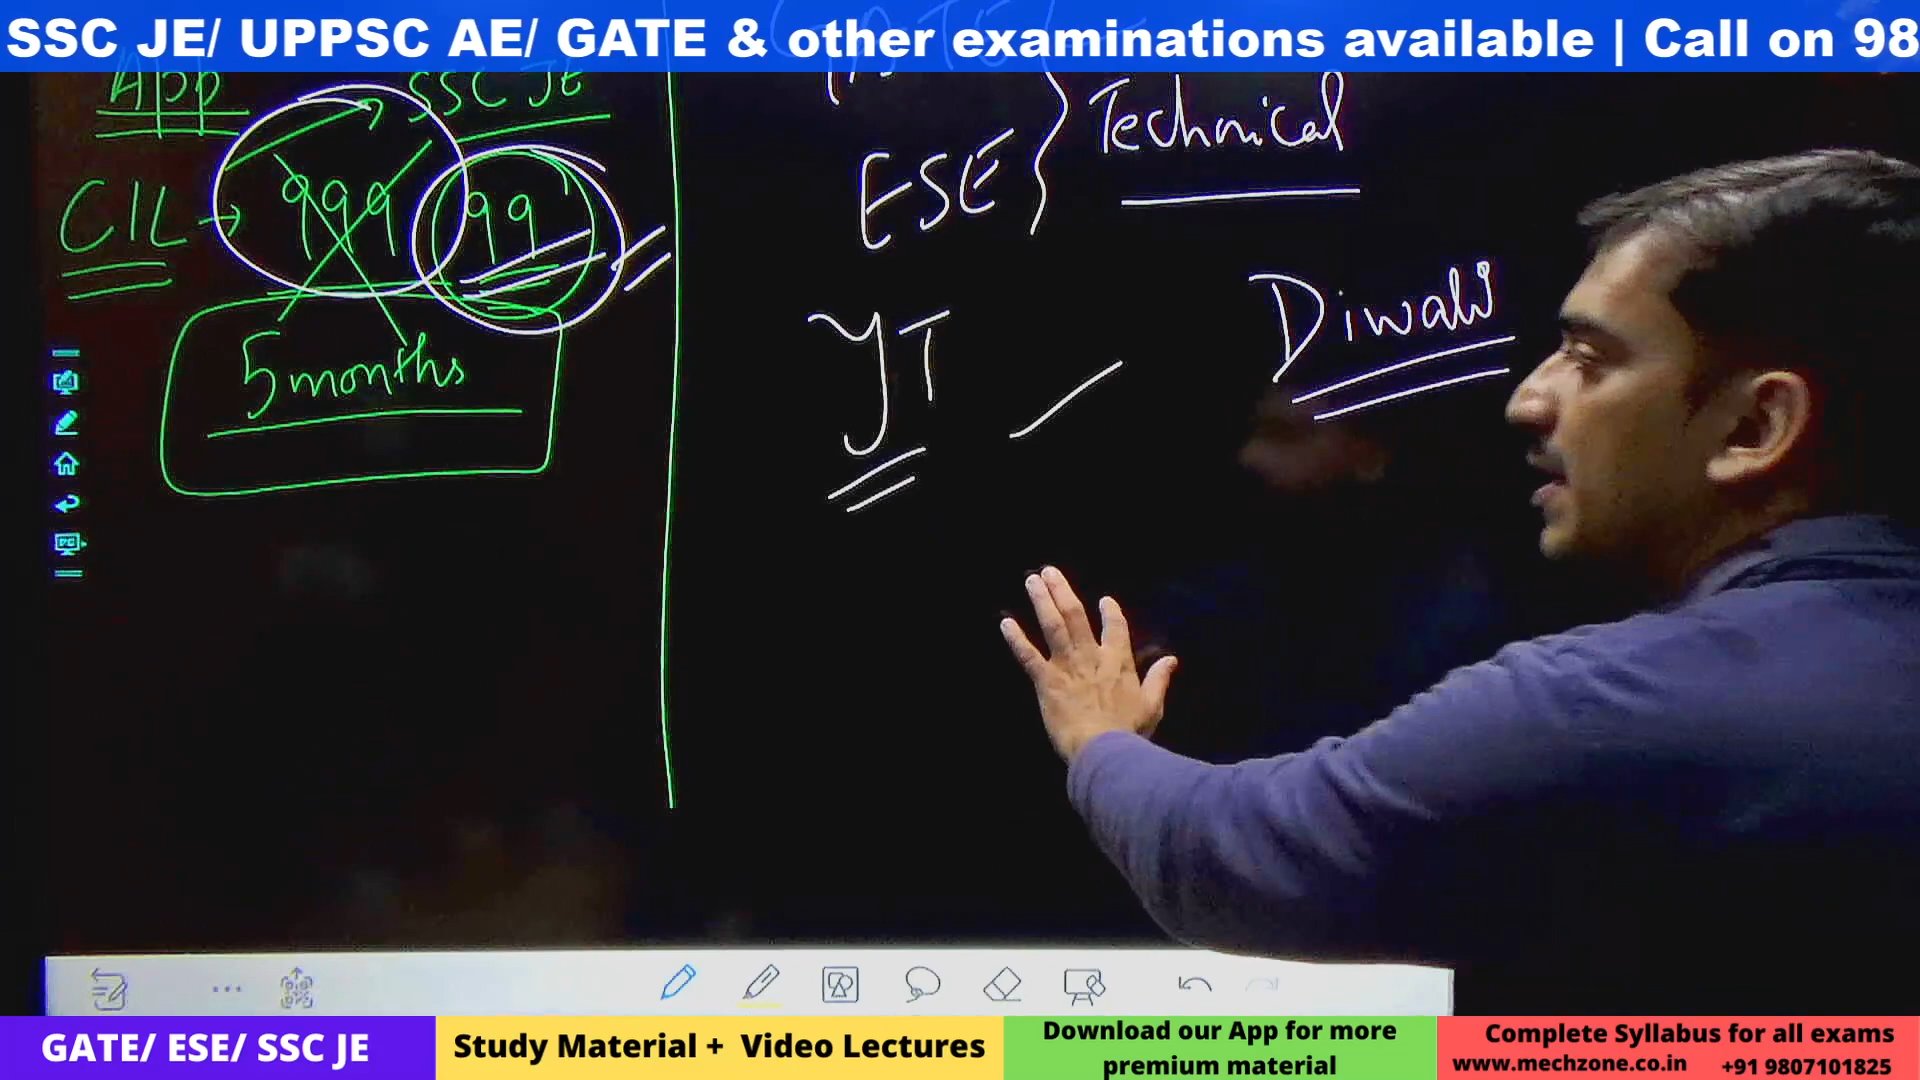 SSC JE/ UPPSC AE/ GATE & other examinations available | Call on 98
App
SSC JE
CIL → 999 99
5 months
ESE
Technical
YT
Diwali
GATE/ ESE/ SSC JE
Study Material + Video Lectures
Download our App for more
premium material
Complete Syllabus for all exams
www.mechzone.co.in +91 9807101825